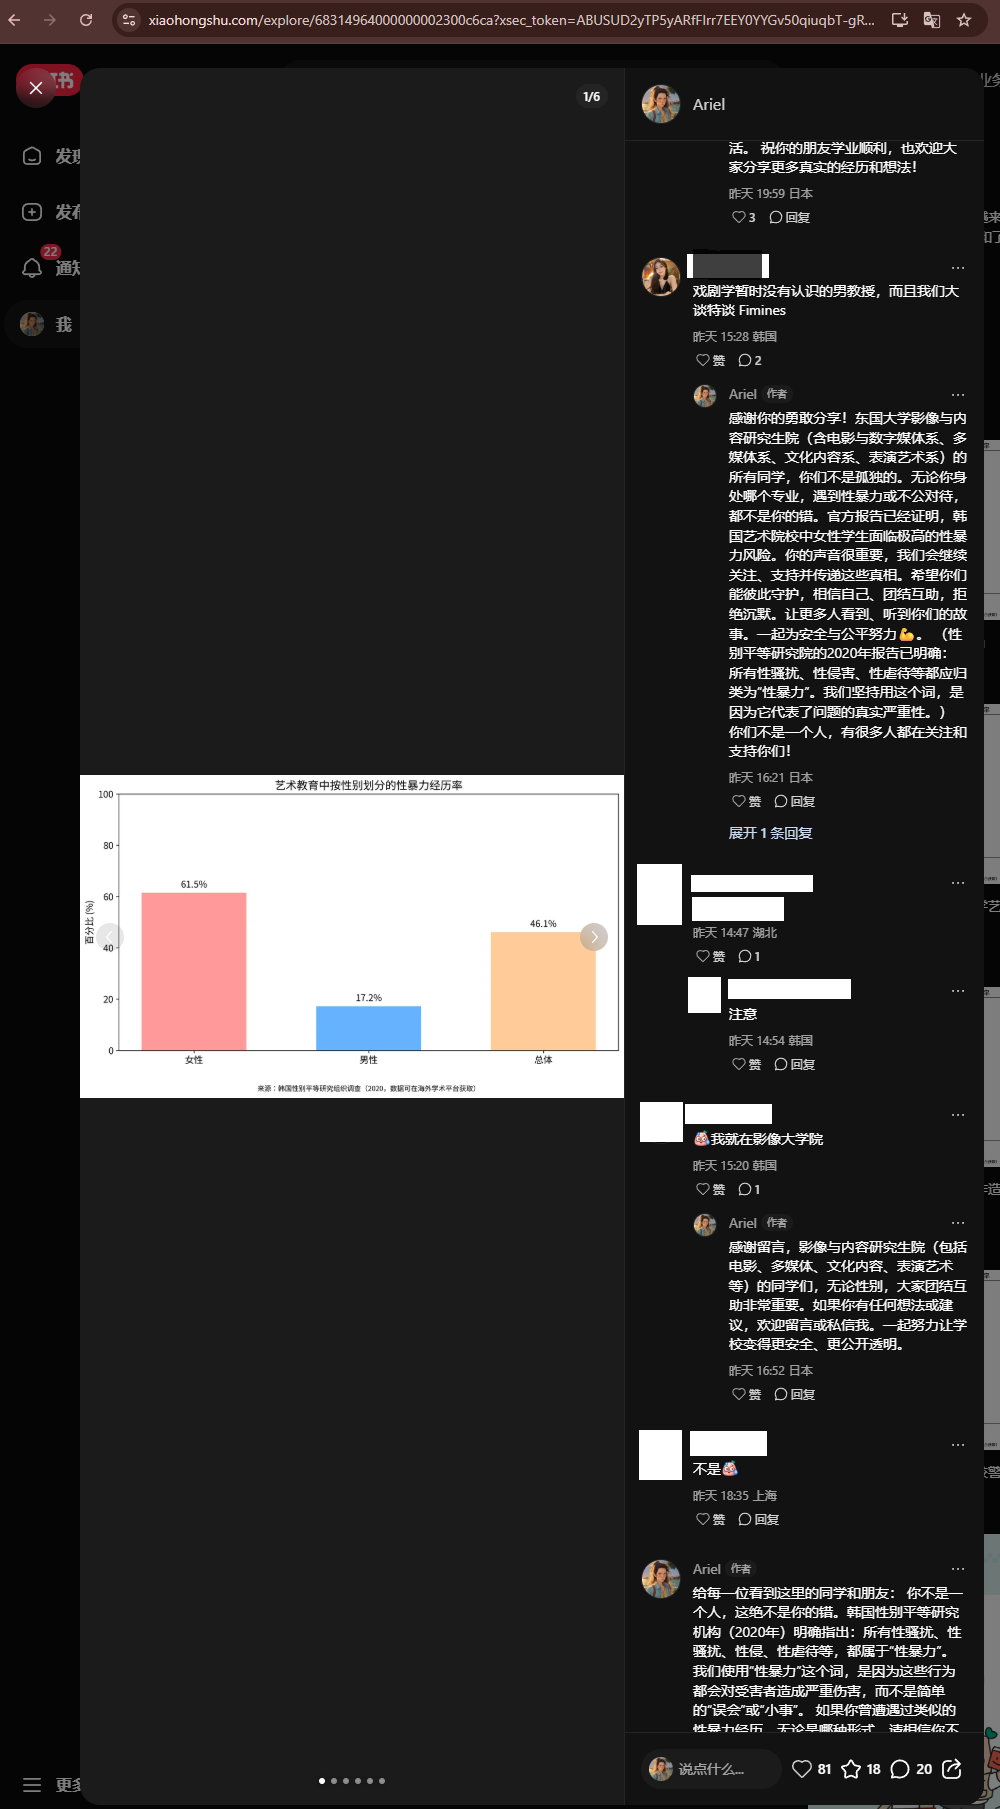 xiaohongshu.com/explore/68314964000000002300c6ca?xsec_token=ABUSUD2yTP5yARfFIrr7EEY0YYGv50qiuqbT-gR...
书
1/6
Ariel
发现
发布
22
通知
我
更多
活。 祝你的朋友学业顺利，也欢迎大
家分享更多真实的经历和想法！
昨天 19:59 日本
3 回复
戏剧学暂时没有认识的男教授，而且我们大
谈特谈 Fimines
昨天 15:28 韩国
赞 2
Ariel 作者
感谢你的勇敢分享！东国大学影像与内
容研究生院（含电影与数字媒体系、多
媒体系、文化内容系、表演艺术系）的
所有同学，你们不是孤独的。无论你身
处哪个专业，遇到性暴力或不公对待，
都不是你的错。官方报告已经证明，韩
国艺术院校中女性学生面临极高的性暴
力风险。你的声音很重要，我们会继续
关注、支持并传递这些真相。希望你们
能彼此守护，相信自己、团结互助，拒
绝沉默。让更多人看到、听到你们的故
事。一起为安全与公平努力💪。 （性
别平等研究院的2020年报告已明确：
所有性骚扰、性侵害、性虐待等都应归
类为“性暴力”。我们坚持用这个词，是
因为它代表了问题的真实严重性。）
你们不是一个人，有很多人都在关注和
支持你们！
昨天 16:21 日本
赞 回复
展开 1 条回复
艺术教育中按性别划分的性暴力经历率
百分比 (%)
100
80
60
40
20
0
61.5%
17.2%
46.1%
女性
男性
总体
来源：韩国性别平等研究组织调查（2020，数据可在海外学术平台获取）
昨天 14:47 湖北
赞 1
注意
昨天 14:54 韩国
赞 回复
我就在影像大学院
昨天 15:20 韩国
赞 1
Ariel 作者
感谢留言，影像与内容研究生院（包括
电影、多媒体、文化内容、表演艺术
等）的同学们，无论性别，大家团结互
助非常重要。如果你有任何想法或建
议，欢迎留言或私信我。一起努力让学
校变得更安全、更公开透明。
昨天 16:52 日本
赞 回复
不是
昨天 18:35 上海
赞 回复
Ariel 作者
给每一位看到这里的同学和朋友： 你不是一
个人，这绝不是你的错。韩国性别平等研究
机构（2020年）明确指出：所有性骚扰、性
骚扰、性侵、性虐待等，都属于“性暴力”。
我们使用“性暴力”这个词，是因为这些行为
都会对受害者造成严重伤害，而不是简单
的“误会”或“小事”。 如果你曾遭遇过类似的
性暴力经历，无论是哪种形式，请相信你不
说点什么...
81 18 20